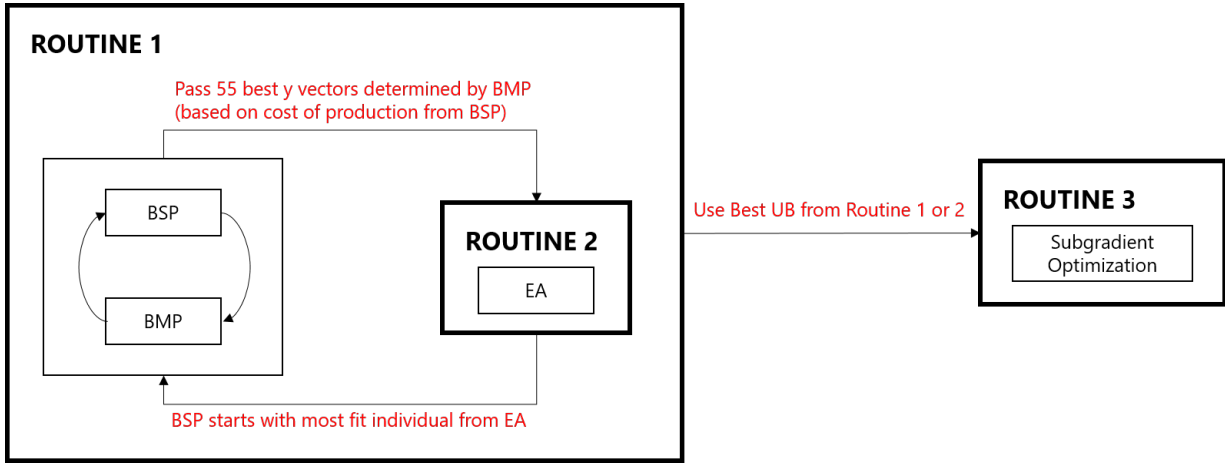 ROUTINE 1
Pass 55 best y vectors determined by BMP
(based on cost of production from BSP)
BSP
BMP
ROUTINE 2
EA
BSP starts with most fit individual from EA
Use Best UB from Routine 1 or 2
ROUTINE 3
Subgradient
Optimization